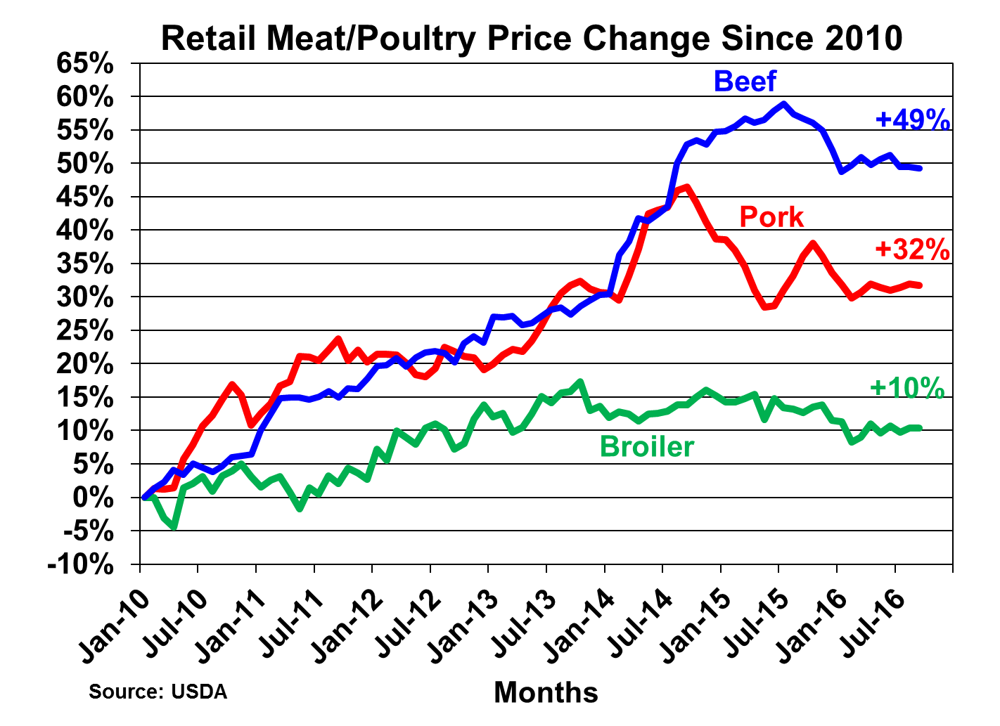 Retail Meat/Poultry Price Change Since 2010
65%
60%
55%
50%
45%
40%
35%
30%
25%
20%
15%
10%
5%
0%
-5%
-10%
Beef
+49%
Pork
+32%
+10%
Broiler
Jan-10
Jul-10
Jan-11
Jul-11
Jan-12
Jul-12
Jan-13
Jul-13
Jan-14
Jul-14
Jan-15
Jul-15
Jan-16
Jul-16
Source: USDA
Months